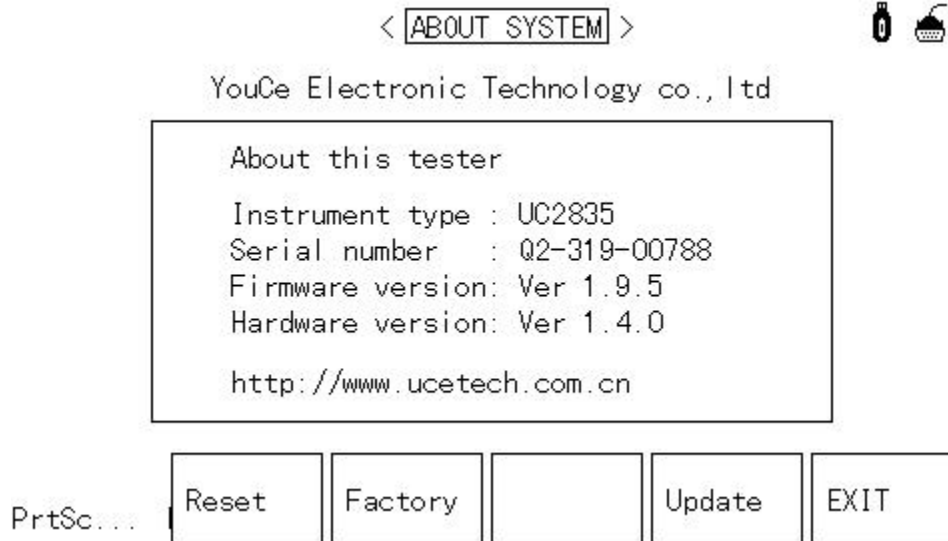 < ABOUT SYSTEM >
YouCe Electronic Technology co.,ltd
About this tester
Instrument type : UC2835
Serial number   : Q2-319-00788
Firmware version: Ver 1.9.5
Hardware version: Ver 1.4.0
http://www.ucetech.com.cn
PrtSc...
Reset
Factory
Update
EXIT